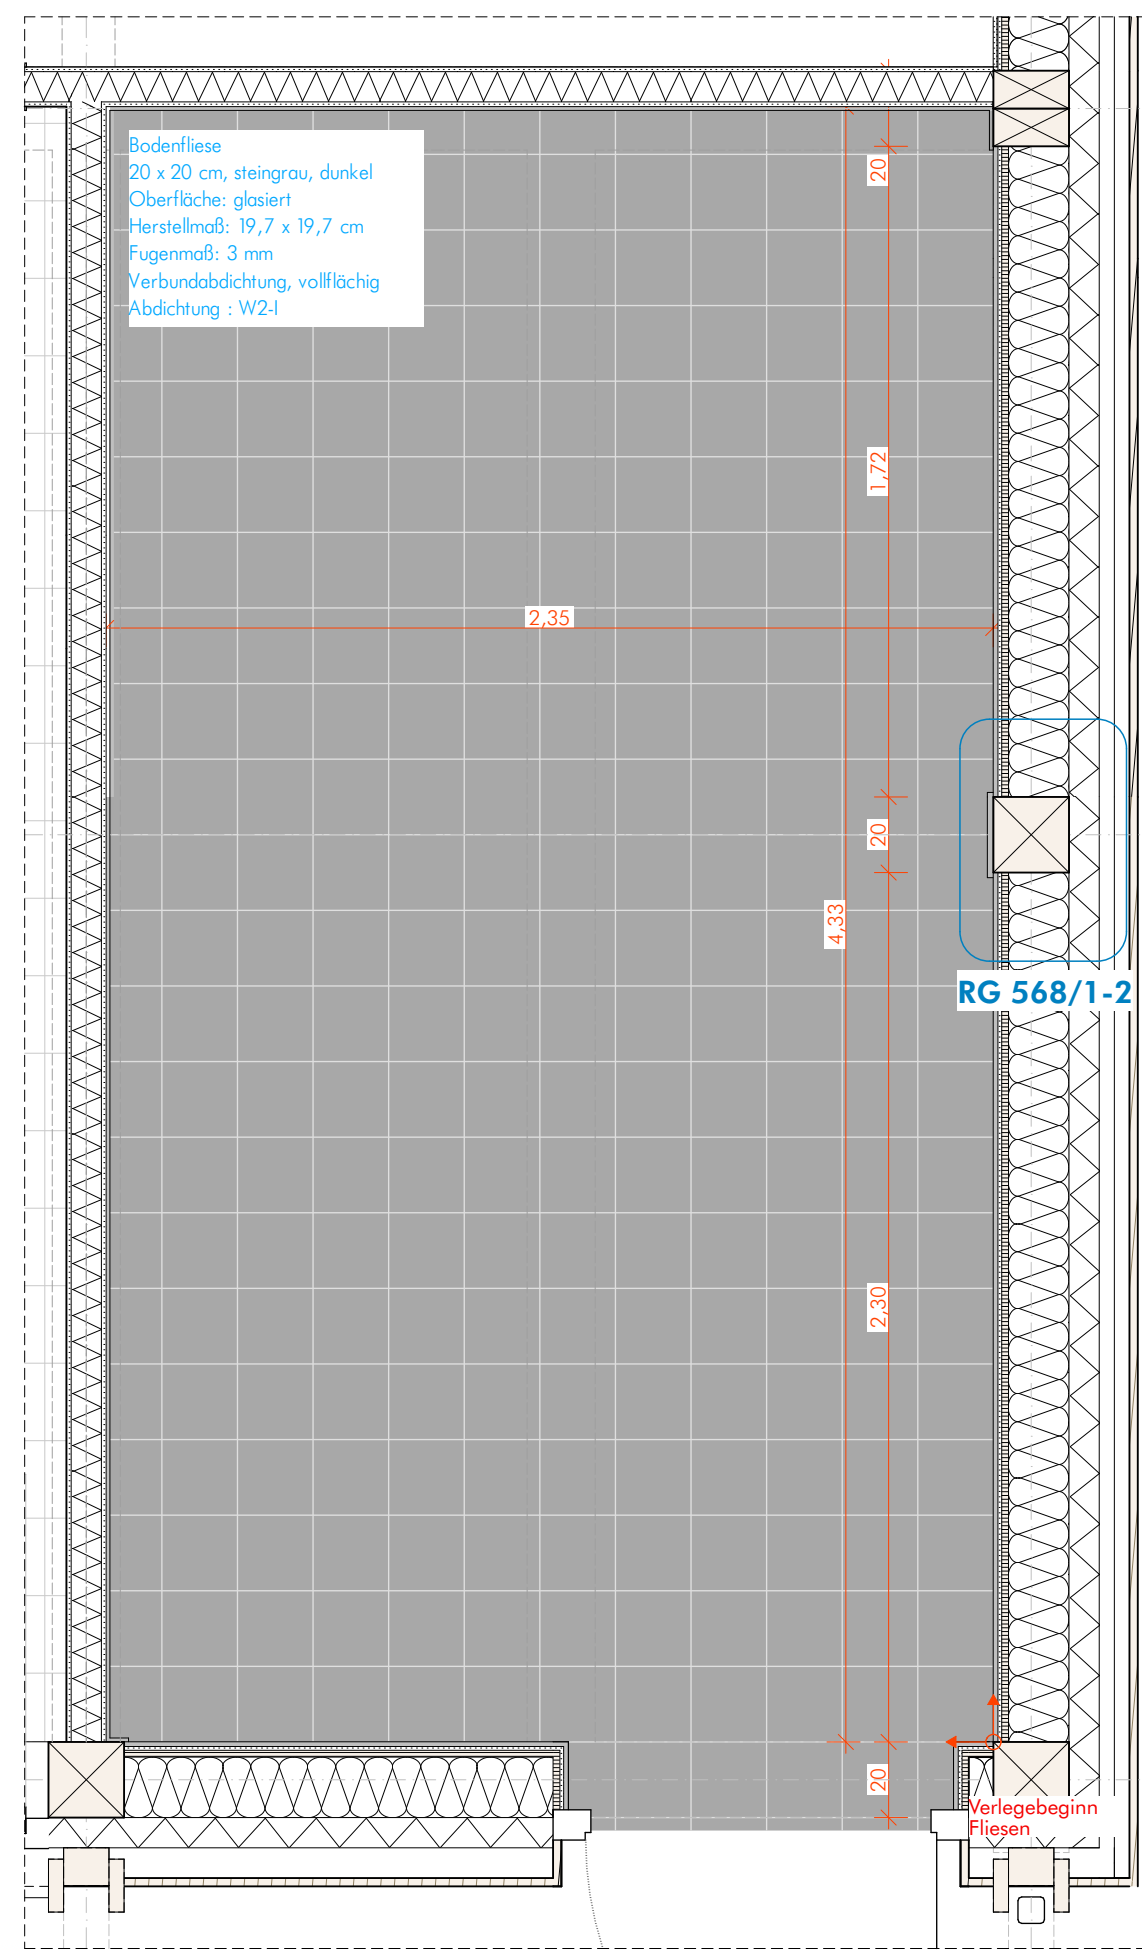 Bodenfliese
20 x 20 cm, steingrau, dunkel
Oberfläche: glasiert
Herstellmaß: 19,7 x 19,7 cm
Fugenmaß: 3 mm
Verbundabdichtung, vollflächig
Abdichtung : W2-I
20
1,72
2,35
20
4,33
RG 568/1-2
2,30
20
Verlegebeginn
Fliesen